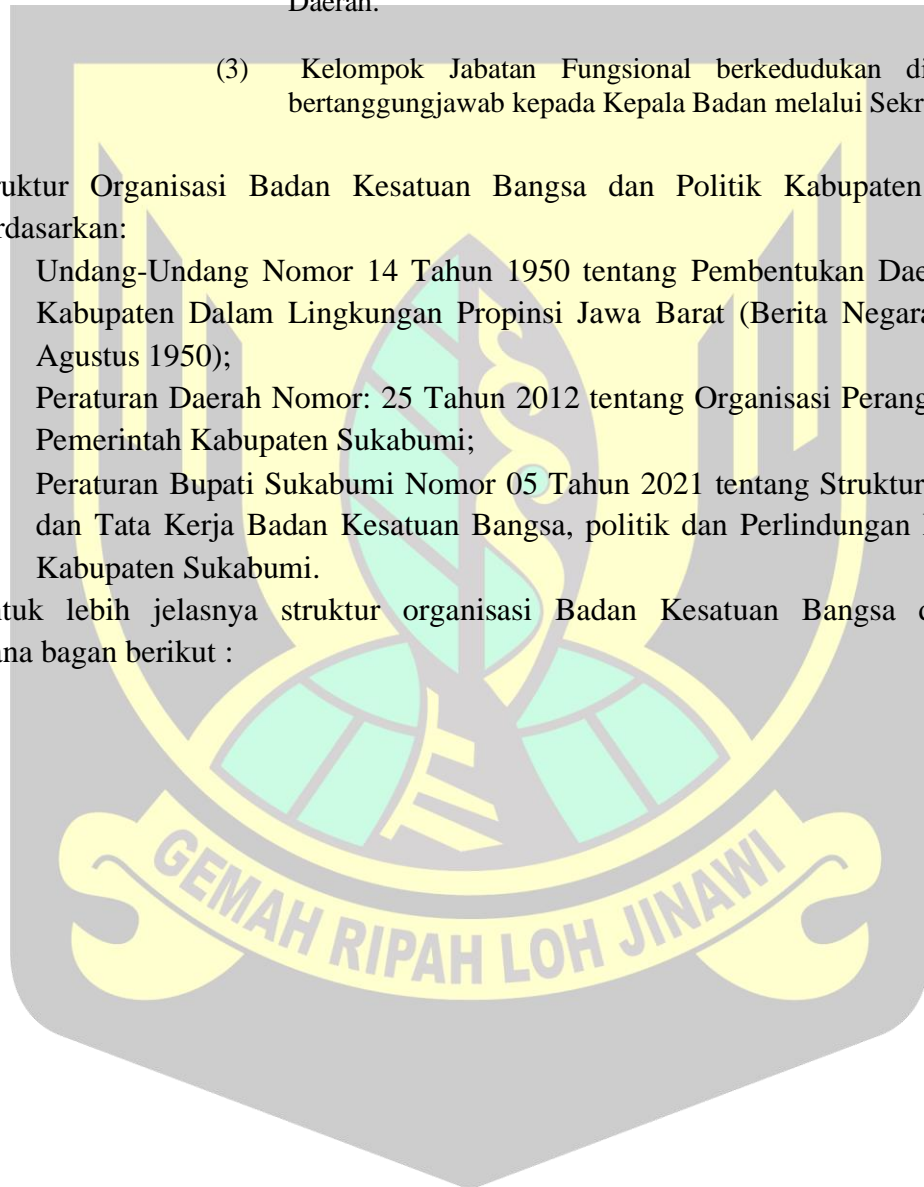 Daerah.
(3) Kelompok Jabatan Fungsional berkedudukan di
bertanggungjawab kepada Kepala Badan melalui Sekr
ruktur Organisasi Badan Kesatuan Bangsa dan Politik Kabupaten
rdasarkan:
Undang-Undang Nomor 14 Tahun 1950 tentang Pembentukan Dae
Kabupaten Dalam Lingkungan Propinsi Jawa Barat (Berita Negara
Agustus 1950);
Peraturan Daerah Nomor: 25 Tahun 2012 tentang Organisasi Perang
Pemerintah Kabupaten Sukabumi;
Peraturan Bupati Sukabumi Nomor 05 Tahun 2021 tentang Struktur
dan Tata Kerja Badan Kesatuan Bangsa, politik dan Perlindungan
Kabupaten Sukabumi.
ntuk lebih jelasnya struktur organisasi Badan Kesatuan Bangsa
ana bagan berikut :
GEMAH RIPAH LOH JINAWI